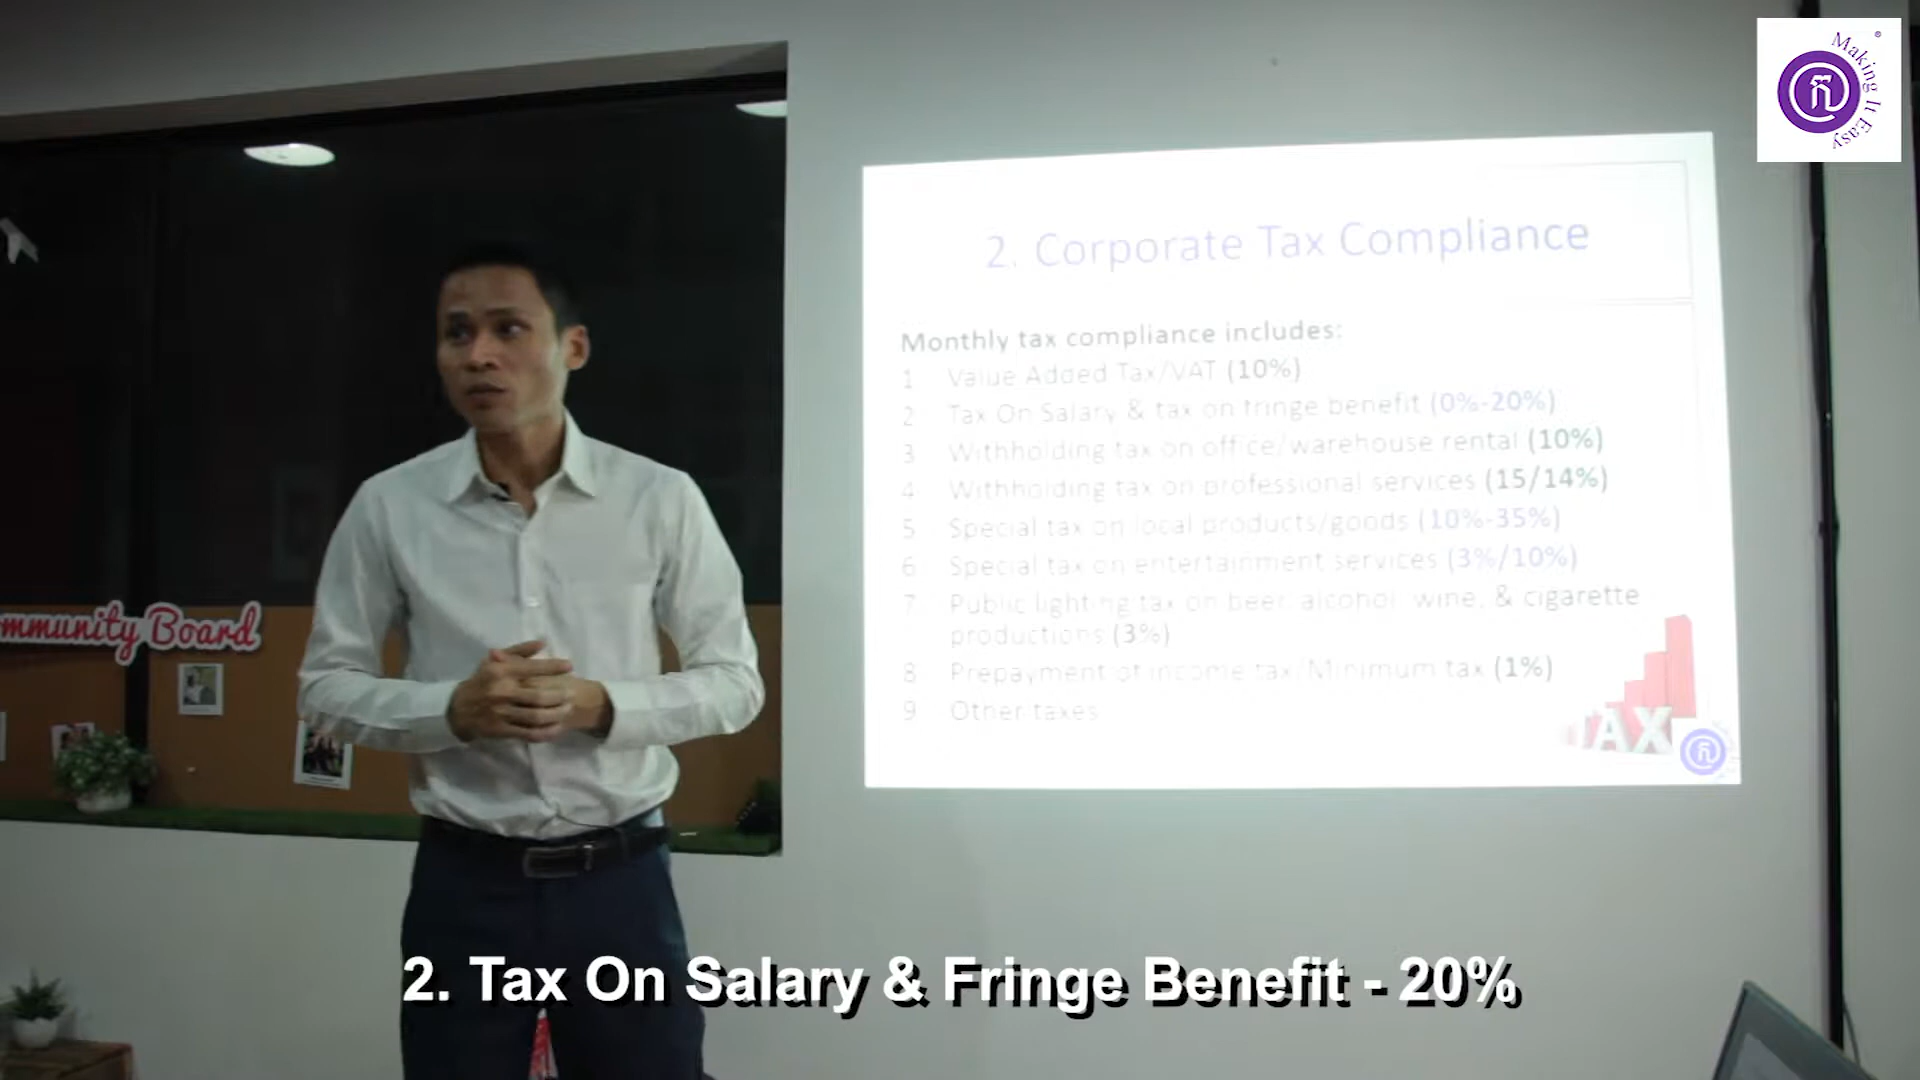 Making It Easy
ñ
2. Corporate Tax Compliance
Monthly tax compliance includes:
1 Value Added Tax/VAT (10%)
2 Tax On Salary & tax on fringe benefit (0%-20%)
3 Withholding tax on office/warehouse rental (10%)
4 Withholding tax on professional services (15/14%)
5 Special tax on local products/goods (10%-35%)
6 Special tax on entertainment services (3%/10%)
7 Public lighting tax on beer, alcohol, wine, & cigarette
productions (3%)
8 Prepayment of income tax/Minimum tax (1%)
9 Other taxes
TAX
mmunity Board
2. Tax On Salary & Fringe Benefit - 20%